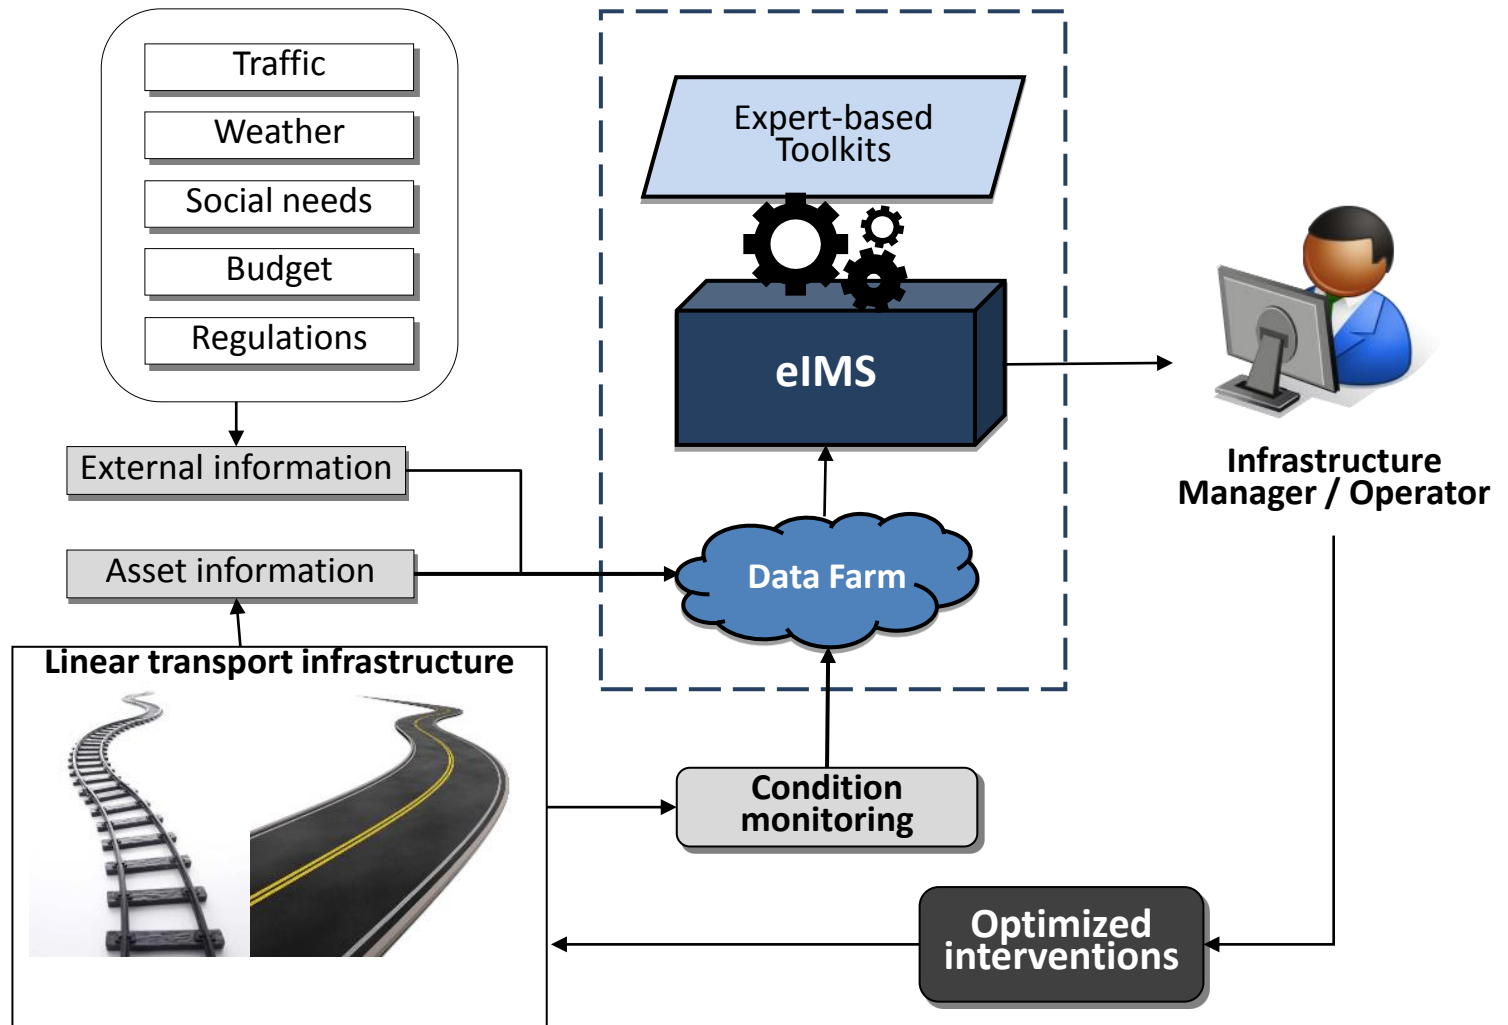 Traffic
Weather
Social needs
Budget
Regulations
External information
Asset information
Linear transport infrastructure
Expert-based
Toolkits
eIMS
Data Farm
Condition
monitoring
Infrastructure
Manager / Operator
Optimized
interventions